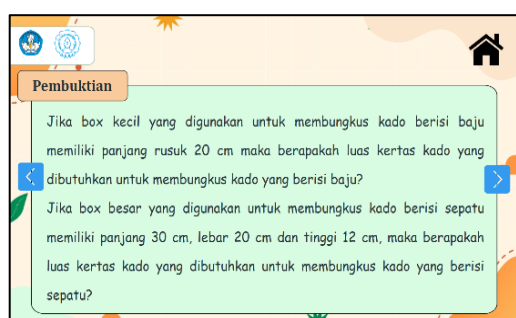 Pembuktian
Jika box kecil yang digunakan untuk membungkus kado berisi baju
memiliki panjang rusuk 20 cm maka berapakah luas kertas kado yang
dibutuhkan untuk membungkus kado yang berisi baju?
Jika box besar yang digunakan untuk membungkus kado berisi sepatu
memiliki panjang 30 cm, lebar 20 cm dan tinggi 12 cm, maka berapakah
luas kertas kado yang dibutuhkan untuk membungkus kado yang berisi
sepatu?